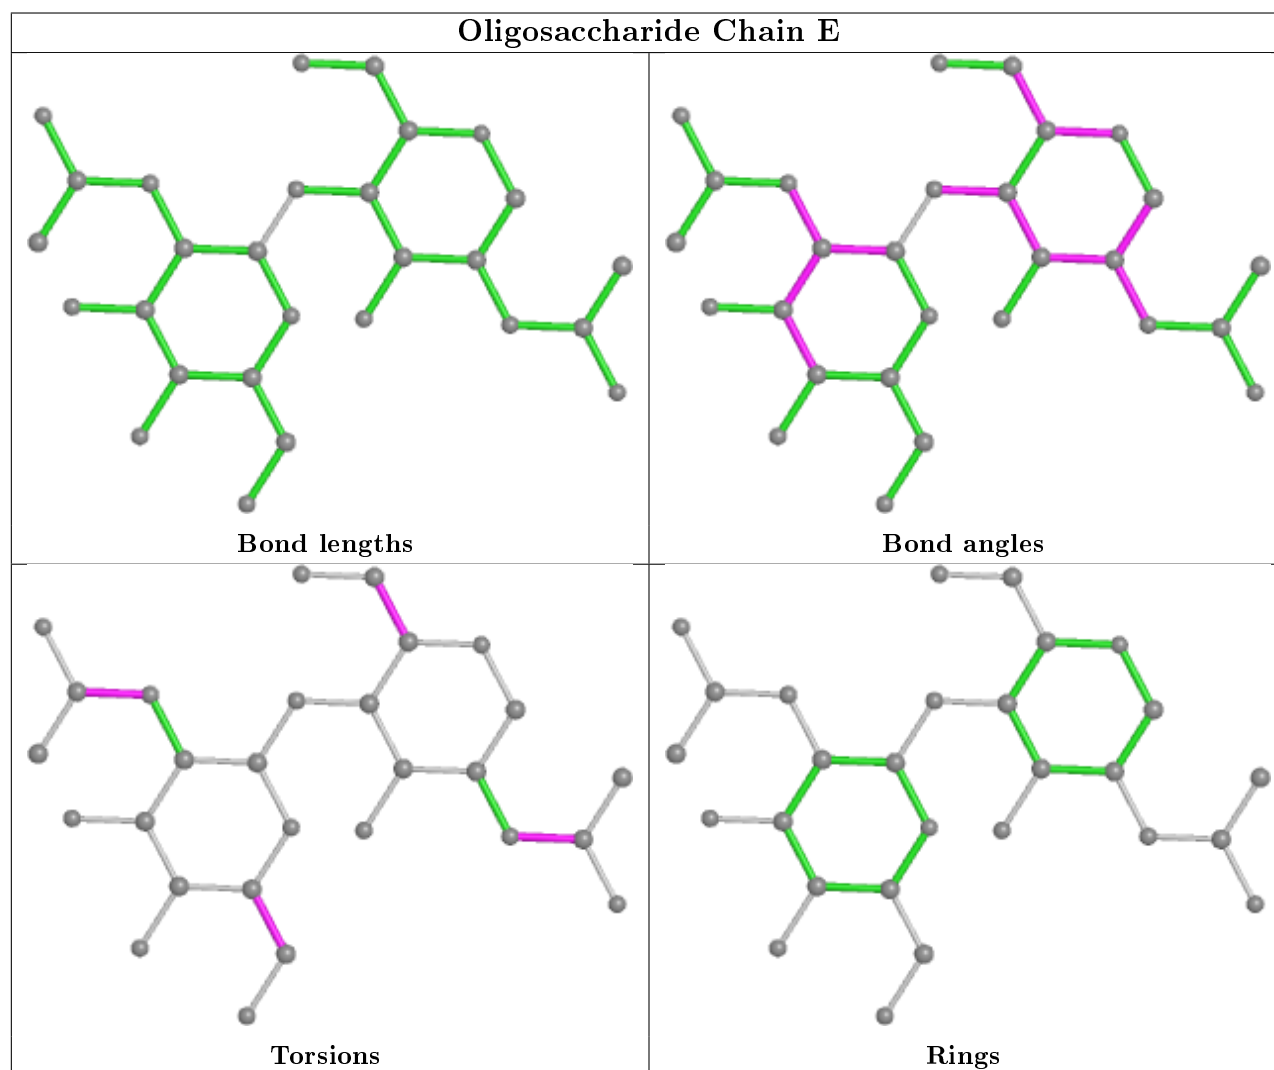 Oligosaccharide Chain E
Bond lengths
Bond angles
Torsions
Rings